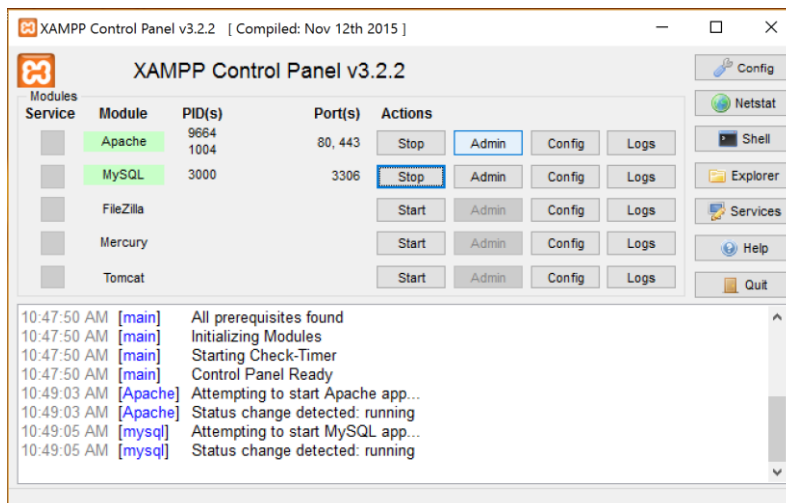 XAMPP Control Panel v3.2.2 [ Compiled: Nov 12th 2015 ]
XAMPP Control Panel v3.2.2
Config
Modules
Service Module PID(s) Port(s) Actions
Netstat
Apache 9664 1004 80, 443 Stop Admin Config Logs
Shell
MySQL 3000 3306 Stop Admin Config Logs
Explorer
FileZilla Start Admin Config Logs
Services
Mercury Start Admin Config Logs
Help
Tomcat Start Admin Config Logs
Quit
10:47:50 AM [main] All prerequisites found
10:47:50 AM [main] Initializing Modules
10:47:50 AM [main] Starting Check-Timer
10:47:50 AM [main] Control Panel Ready
10:49:03 AM [Apache] Attempting to start Apache app...
10:49:03 AM [Apache] Status change detected: running
10:49:05 AM [mysql] Attempting to start MySQL app...
10:49:05 AM [mysql] Status change detected: running